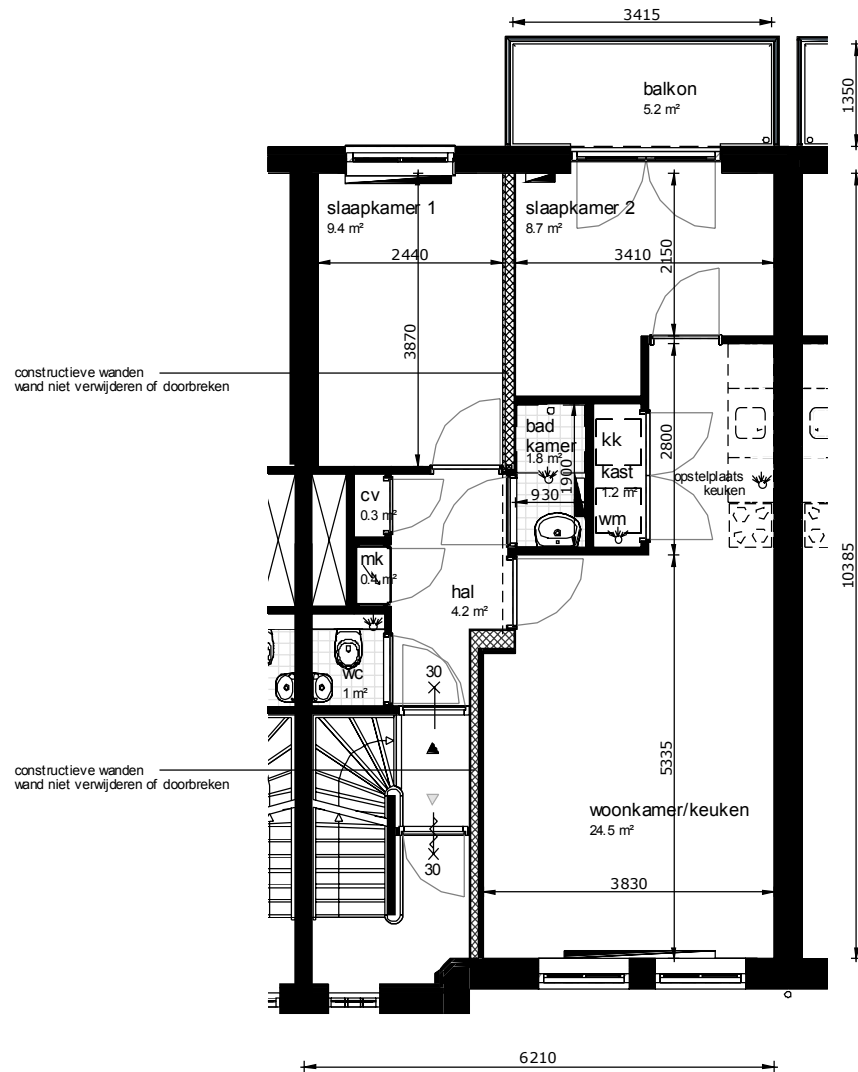 3415
balkon
5.2 m²
1350
slaapkamer 1
9.4 m²
slaapkamer 2
8.7 m²
2440
3410
2150
3870
constructieve wanden
wand niet verwijderen of doorbreken
bad
kamer
1.8 m²
1900
930
kk
kast
1.2 m²
wm
2800
opstelplaats
keuken
cv
0.3 m²
mk
0.4 m²
hal
4.2 m²
10385
wc
1 m²
30
constructieve wanden
wand niet verwijderen of doorbreken
5335
woonkamer/keuken
24.5 m²
30
3830
6210